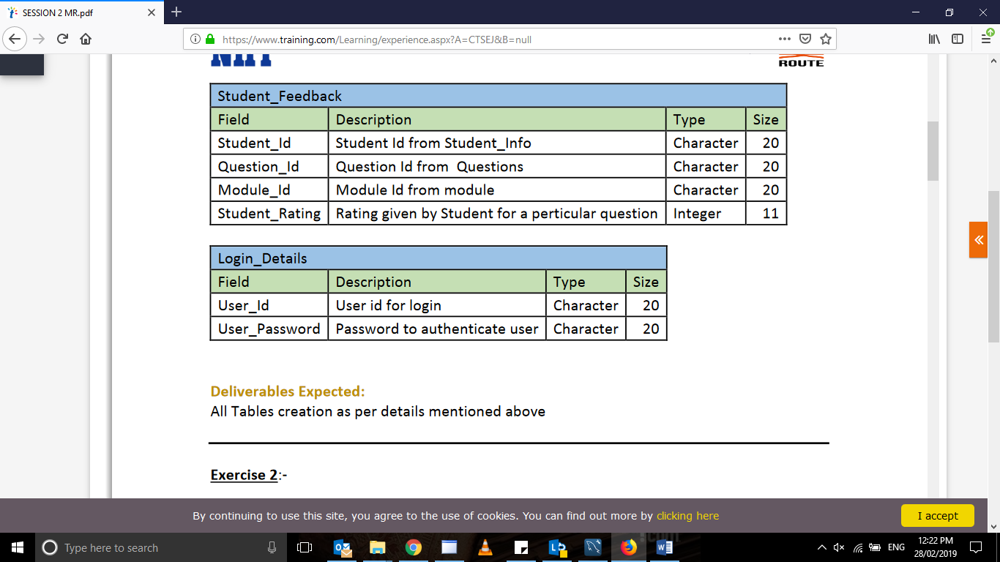 SESSION 2 MR.pdf
https://www.training.com/Learning/experience.aspx?A=CTSEJ&B=null
NIIT
ROUTE
Student_Feedback
Field Description Type Size
Student_Id Student Id from Student_Info Character 20
Question_Id Question Id from Questions Character 20
Module_Id Module Id from module Character 20
Student_Rating Rating given by Student for a perticular question Integer 11
Login_Details
Field Description Type Size
User_Id User id for login Character 20
User_Password Password to authenticate user Character 20
Deliverables Expected:
All Tables creation as per details mentioned above
Exercise 2:-
By continuing to use this site, you agree to the use of cookies. You can find out more by clicking here
I accept
Type here to search
ENG
12:22 PM
28/02/2019